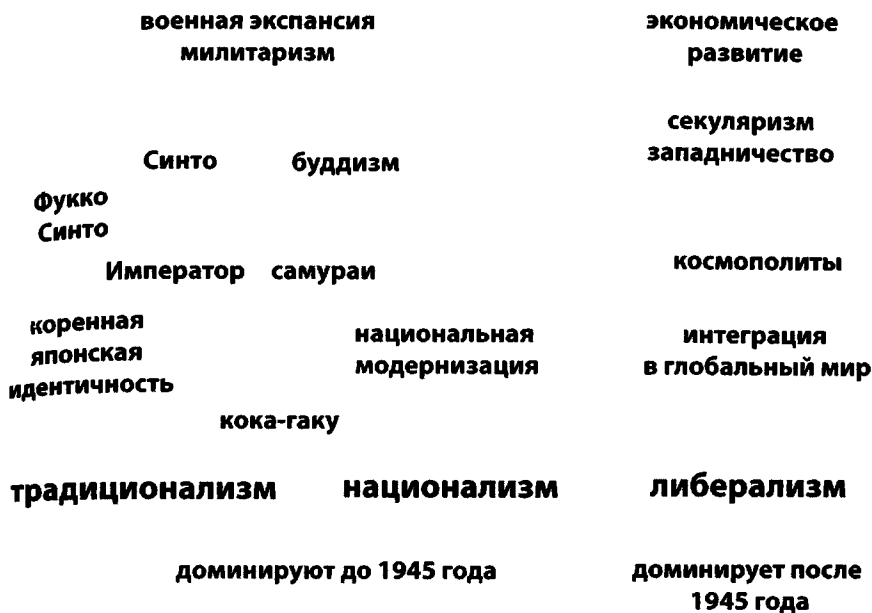 военная экспансия
милитаризм
экономическое
развитие
секуляризм
западничество
Синто буддизм
Фукко
Синто
Император самураи
космополиты
коренная
японская
идентичность
национальная
модернизация
интеграция
в глобальный мир
кока-гаку
традиционализм национализм либерализм
доминируют до 1945 года
доминирует после
1945 года